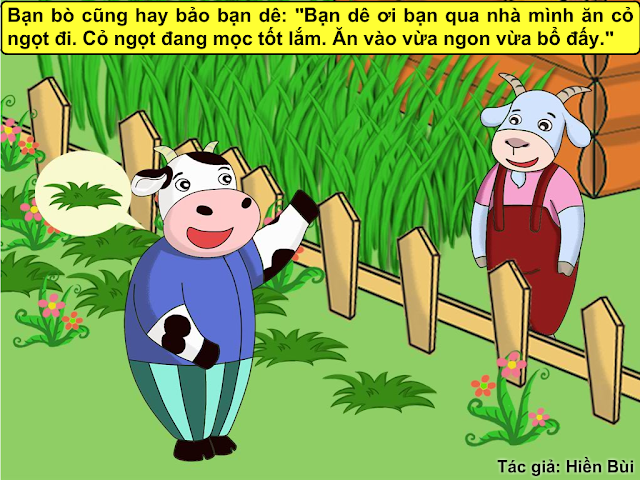 Bạn bò cũng hay bảo bạn dê: "Bạn dê ơi bạn qua nhà mình ăn cỏ
ngọt đi. Cỏ ngọt đang mọc tốt lắm. Ăn vào vừa ngon vừa bổ đấy."
Tác giả: Hiền Bùi